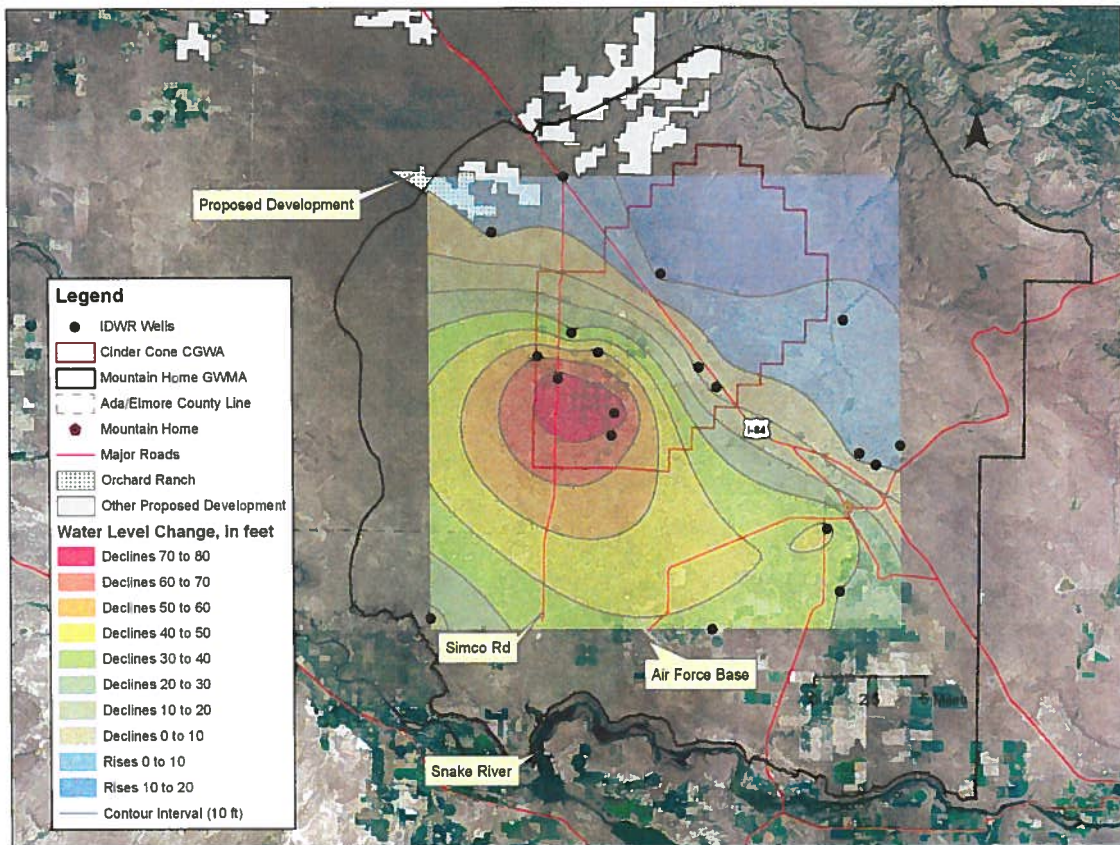 Proposed Development
Legend
IDWR Wells
Cinder Cone CGWA
Mountain Home GWMA
Ada/Elmore County Line
Mountain Home
Major Roads
Orchard Ranch
Other Proposed Development
Water Level Change, in feet
Declines 70 to 80
Declines 60 to 70
Declines 50 to 60
Declines 40 to 50
Declines 30 to 40
Declines 20 to 30
Declines 10 to 20
Declines 0 to 10
Rises 0 to 10
Rises 10 to 20
Contour Interval (10 ft)
I-84
Simco Rd
Air Force Base
Miles
Snake River